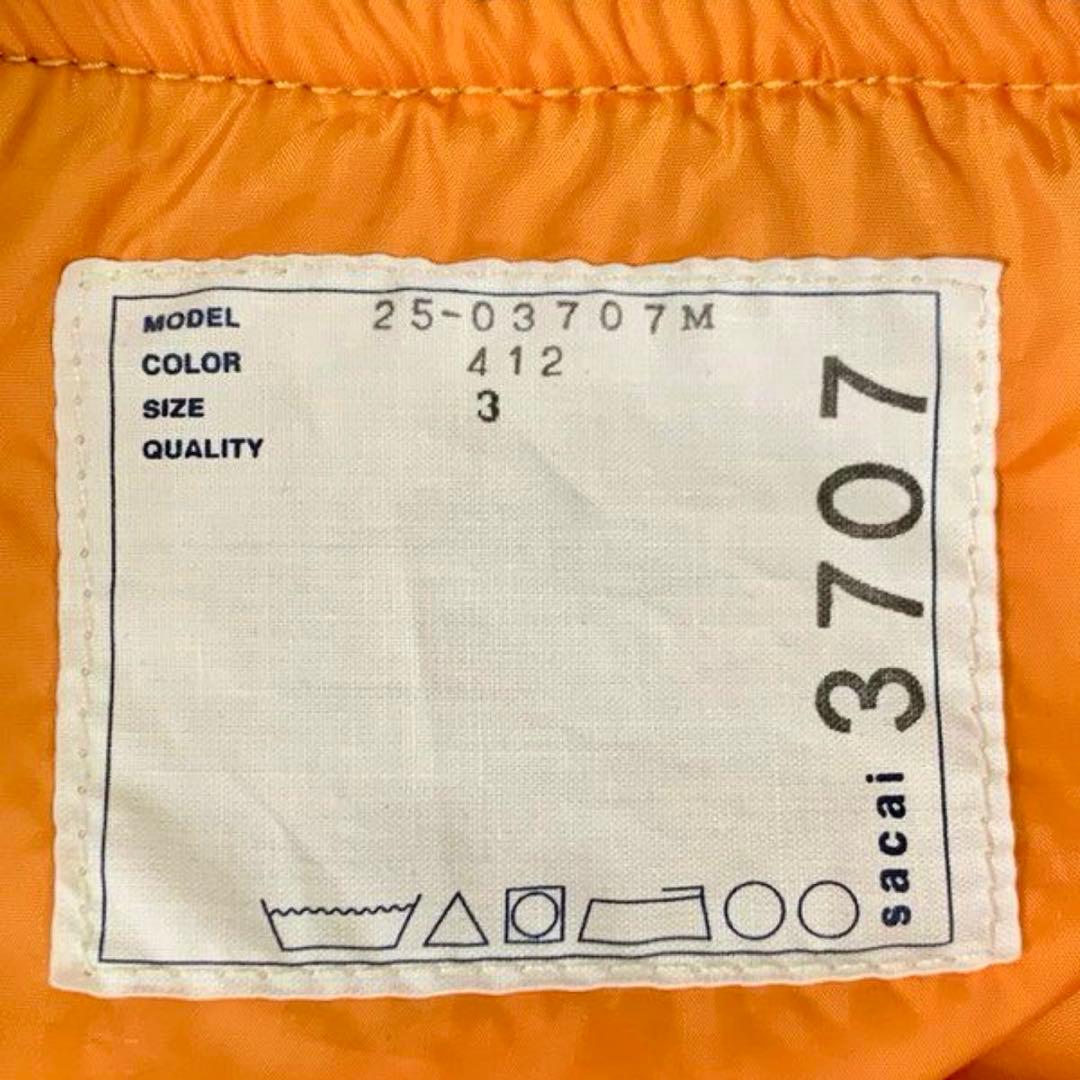 MODEL 25-03707M
COLOR 412
SIZE 3
QUALITY
sacai 3707